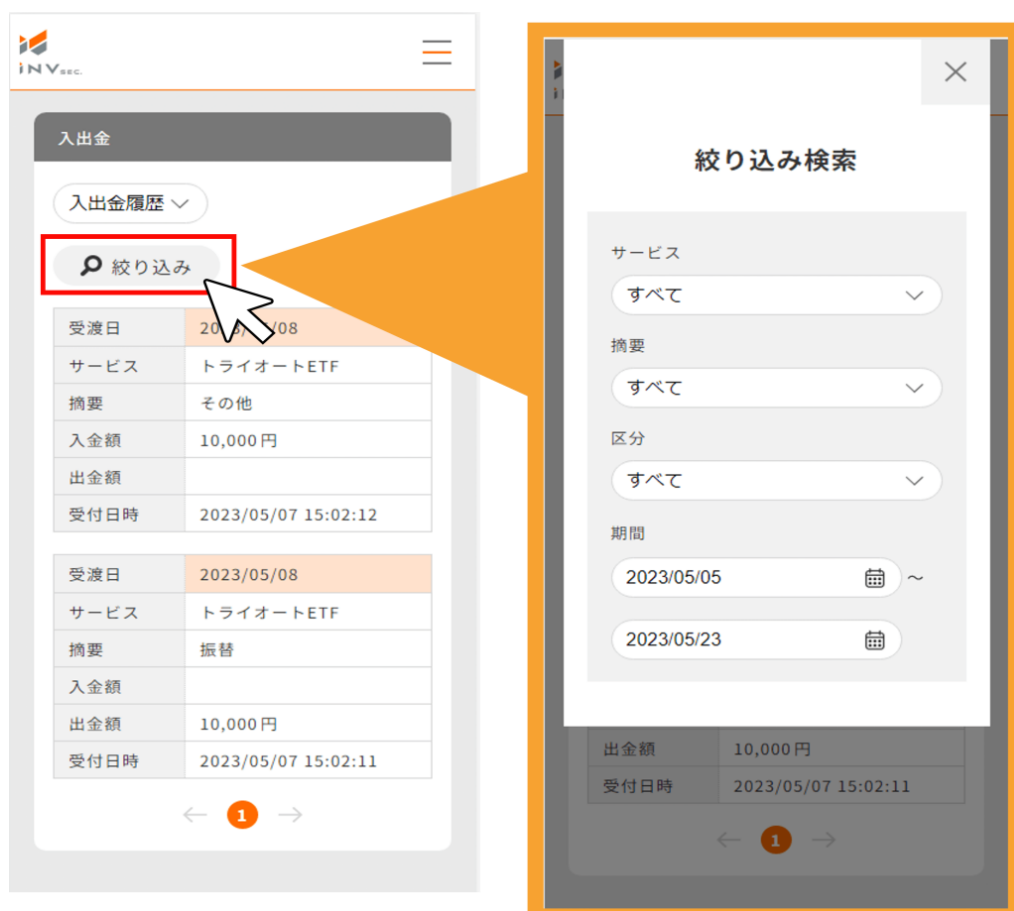 INVSEC.
入出金
入出金履歴
絞り込み
受渡日 /08
サービス トライオートETF
摘要 その他
入金額 10,000円
出金額
受付日時 2023/05/07 15:02:12
受渡日 2023/05/08
サービス トライオートETF
摘要 振替
入金額
出金額 10,000円
受付日時 2023/05/07 15:02:11
← 1 →
絞り込み検索
サービス
すべて
摘要
すべて
区分
すべて
期間
2023/05/05 ~
2023/05/23
出金額 10,000円
受付日時 2023/05/07 15:02:11
← 1 →